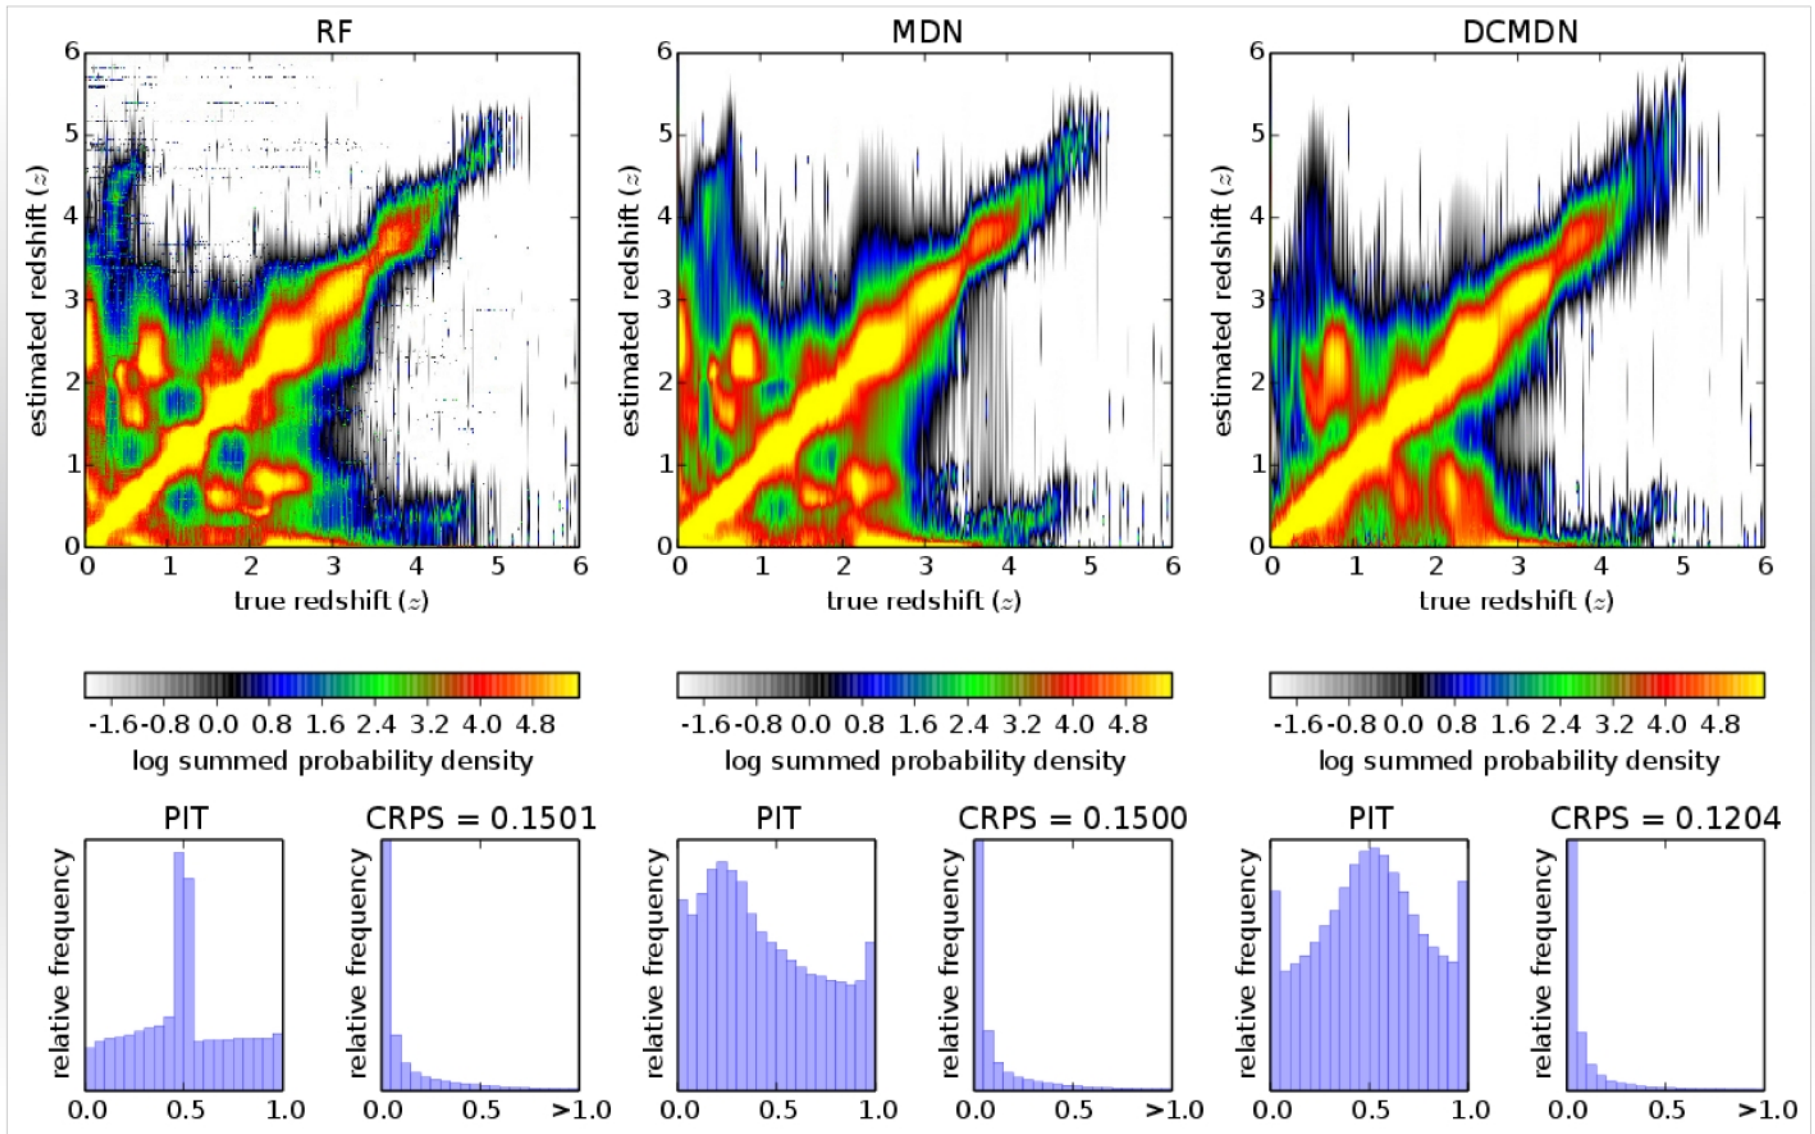 RF
MDN
DCMDN
6
5
4
3
2
1
0
estimated redshift (z)
0 1 2 3 4 5 6
true redshift (z)
6
5
4
3
2
1
0
estimated redshift (z)
0 1 2 3 4 5 6
true redshift (z)
6
5
4
3
2
1
0
estimated redshift (z)
0 1 2 3 4 5 6
true redshift (z)
-1.6 -0.8 0.0 0.8 1.6 2.4 3.2 4.0 4.8
log summed probability density
-1.6 -0.8 0.0 0.8 1.6 2.4 3.2 4.0 4.8
log summed probability density
-1.6 -0.8 0.0 0.8 1.6 2.4 3.2 4.0 4.8
log summed probability density
PIT
relative frequency
0.0 0.5 1.0
CRPS = 0.1501
relative frequency
0.0 0.5 >1.0
PIT
relative frequency
0.0 0.5 1.0
CRPS = 0.1500
relative frequency
0.0 0.5 >1.0
PIT
relative frequency
0.0 0.5 1.0
CRPS = 0.1204
relative frequency
0.0 0.5 >1.0